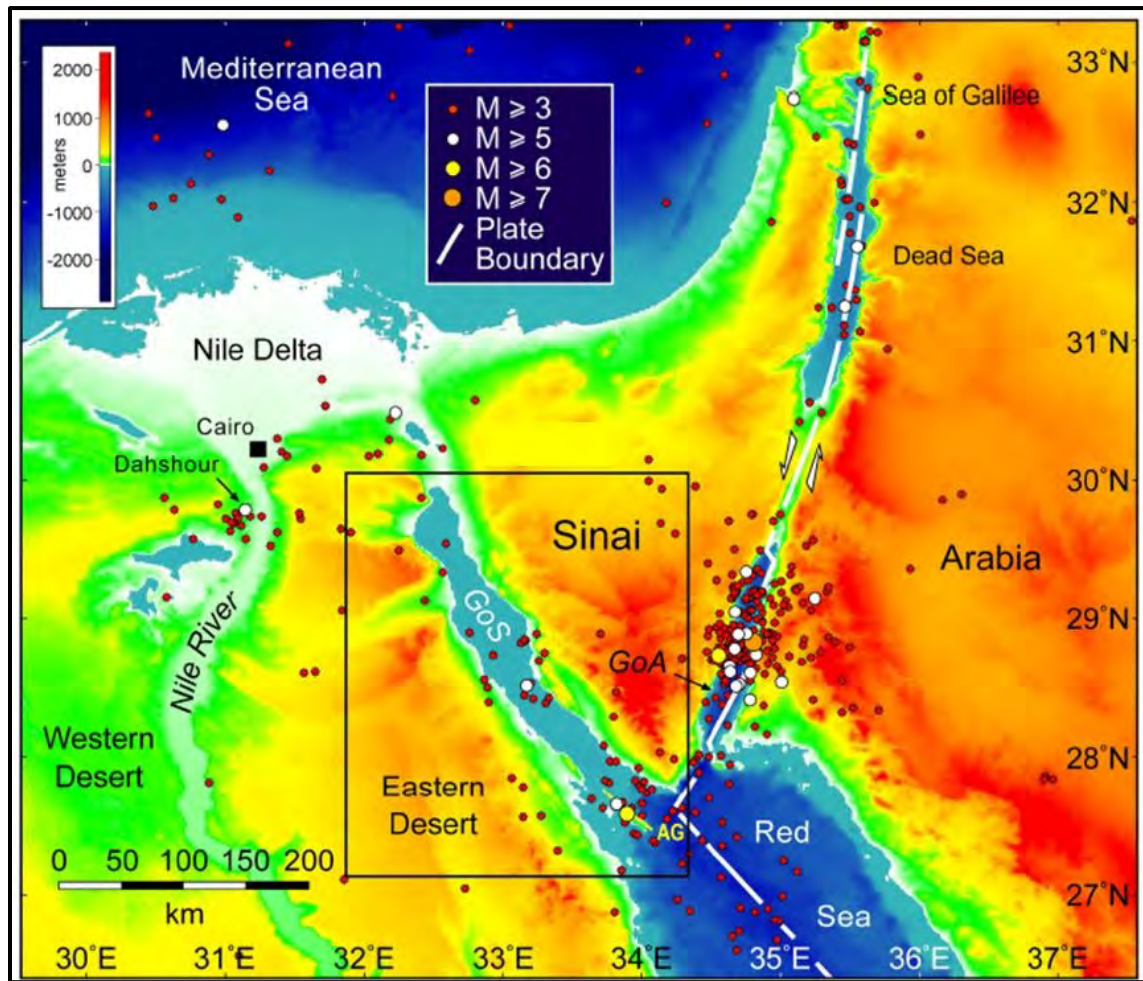 2000
1000
0
-1000
-2000
meters
Mediterranean
Sea
M ⩾ 3
M ⩾ 5
M ⩾ 6
M ⩾ 7
Plate
Boundary
33°N
Sea of Galilee
32°N
Dead Sea
31°N
Nile Delta
Cairo
Dahshour
30°N
Sinai
Arabia
GoS
29°N
GoA
Nile River
Western
Desert
28°N
Eastern
Desert
AG
Red
Sea
0 50 100 150 200
km
27°N
30°E 31°E 32°E 33°E 34°E 35°E 36°E 37°E